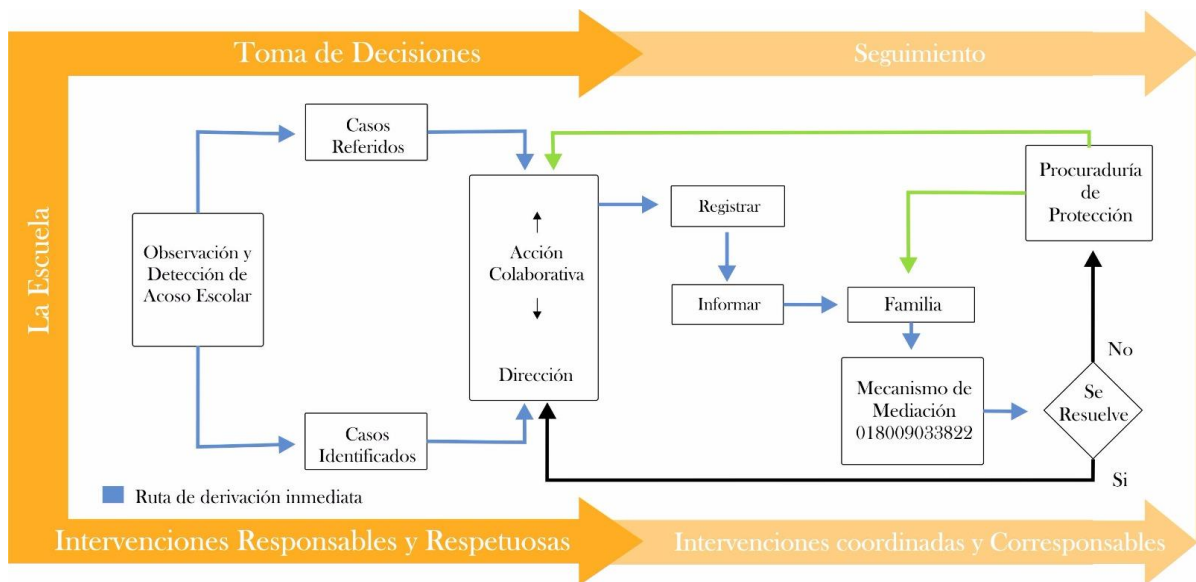 Toma de Decisiones
Seguimiento
La Escuela
Casos
Referidos
Observación y
Detección de
Acoso Escolar
Casos
Identificados
Acción
Colaborativa
Dirección
Registrar
Informar
Familia
Mecanismo de
Mediación
018009033822
Procuraduría
de
Protección
No
Se
Resuelve
Si
Ruta de derivación inmediata
Intervenciones Responsables y Respetuosas
Intervenciones coordinadas y Corresponsables